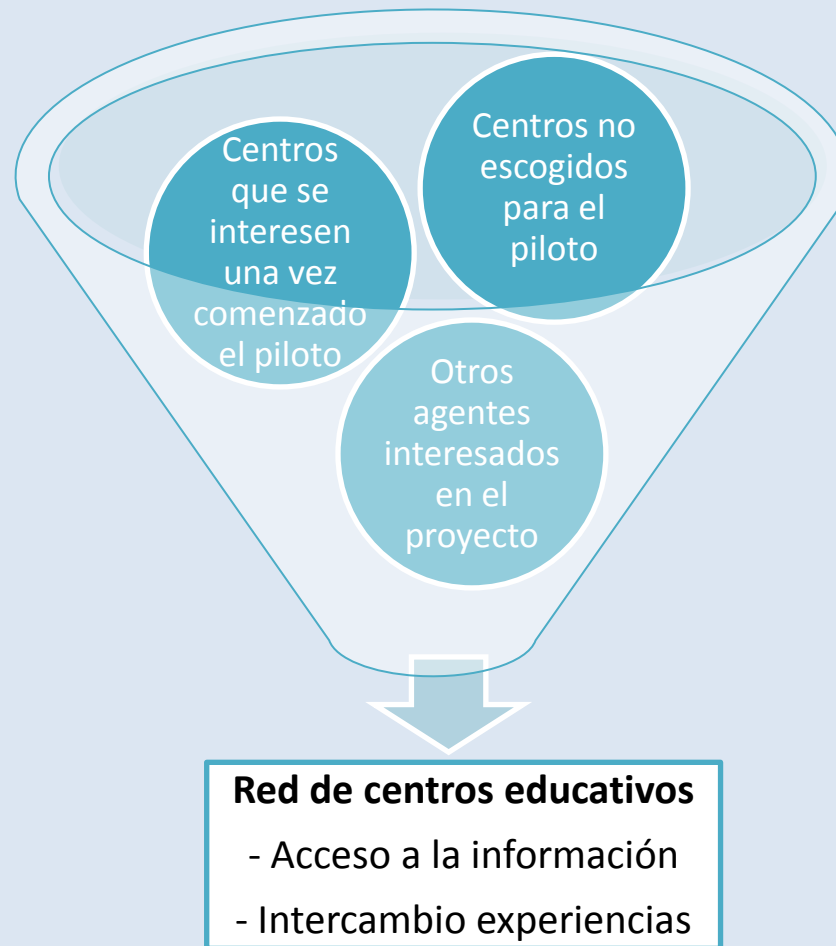 Centros
que se
interesen
una vez
comenzado
el piloto
Centros no
escogidos
para el
piloto
Otros
agentes
interesados
en el
proyecto
Red de centros educativos
- Acceso a la información
- Intercambio experiencias